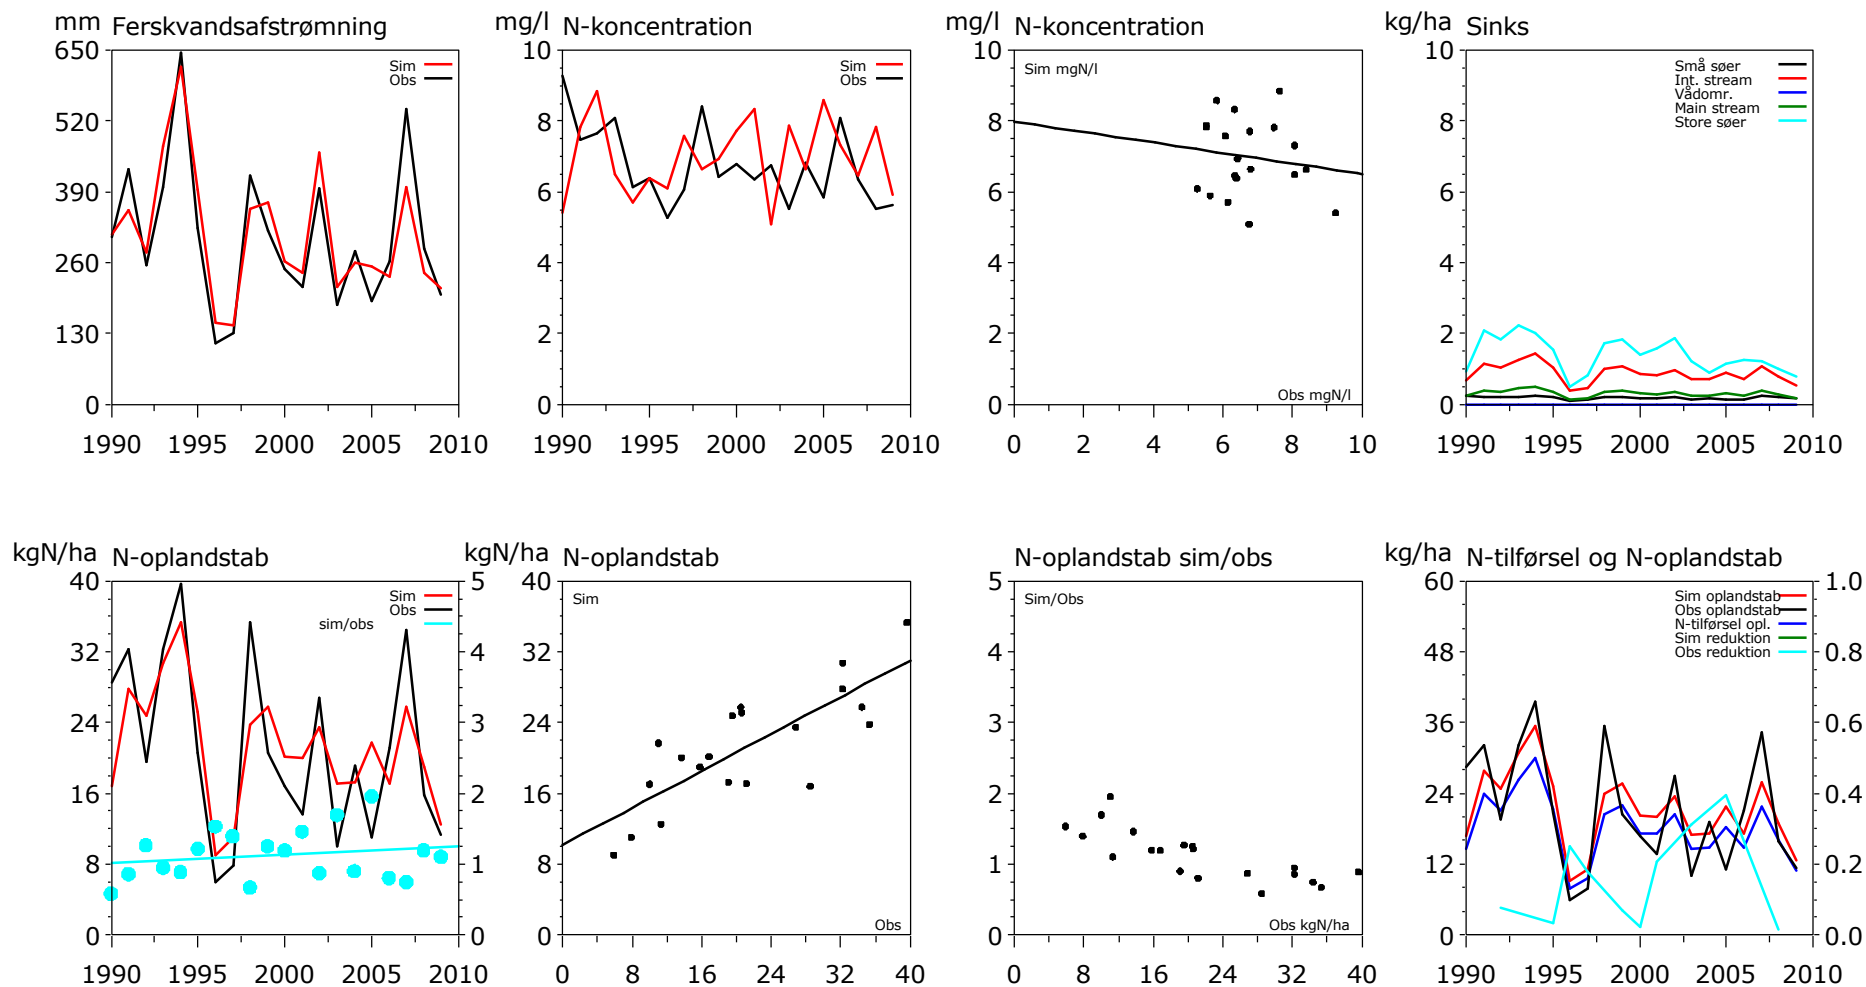 mm Ferskvandsafstrømning
650
520
390
260
130
0
Sim
Obs
1990 1995 2000 2005 2010
mg/l N-koncentration
10
8
6
4
2
0
Sim
Obs
1990 1995 2000 2005 2010
mg/l N-koncentration
10
8
6
4
2
0
Sim mgN/l
Obs mgN/l
0 2 4 6 8 10
kg/ha Sinks
10
8
6
4
2
0
Små søer
Int. stream
Vådomr.
Main stream
Store søer
1990 1995 2000 2005 2010
kgN/ha N-oplandstab
40
32
24
16
8
0
Sim
Obs
sim/obs
5
4
3
2
1
0
1990 1995 2000 2005 2010
kgN/ha N-oplandstab
40
32
24
16
8
0
Sim
Obs
0 8 16 24 32 40
N-oplandstab sim/obs
5
4
3
2
1
0
Sim/Obs
Obs kgN/ha
0 8 16 24 32 40
kg/ha N-tilførsel og N-oplandstab
60
48
36
24
12
0
Sim oplandstab
Obs oplandstab
N-tilførsel opl.
Sim reduktion
Obs reduktion
1.0
0.8
0.6
0.4
0.2
0.0
1990 1995 2000 2005 2010